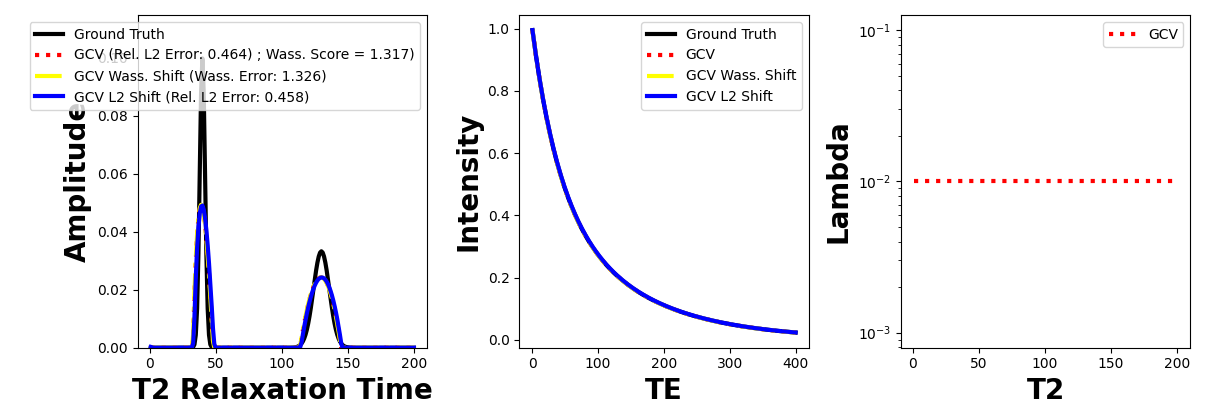 Ground Truth
GCV (Rel. L2 Error: 0.464) ; Wass. Score = 1.317)
GCV Wass. Shift (Wass. Error: 1.326)
GCV L2 Shift (Rel. L2 Error: 0.458)
0.10
0.08
0.06
0.04
0.02
0.00
0 50 100 150 200
Amplitude
T2 Relaxation Time
Ground Truth
GCV
GCV Wass. Shift
GCV L2 Shift
1.0
0.8
0.6
0.4
0.2
0.0
0 100 200 300 400
Intensity
TE
GCV
10⁻¹
10⁻²
10⁻³
0 50 100 150 200
Lambda
T2